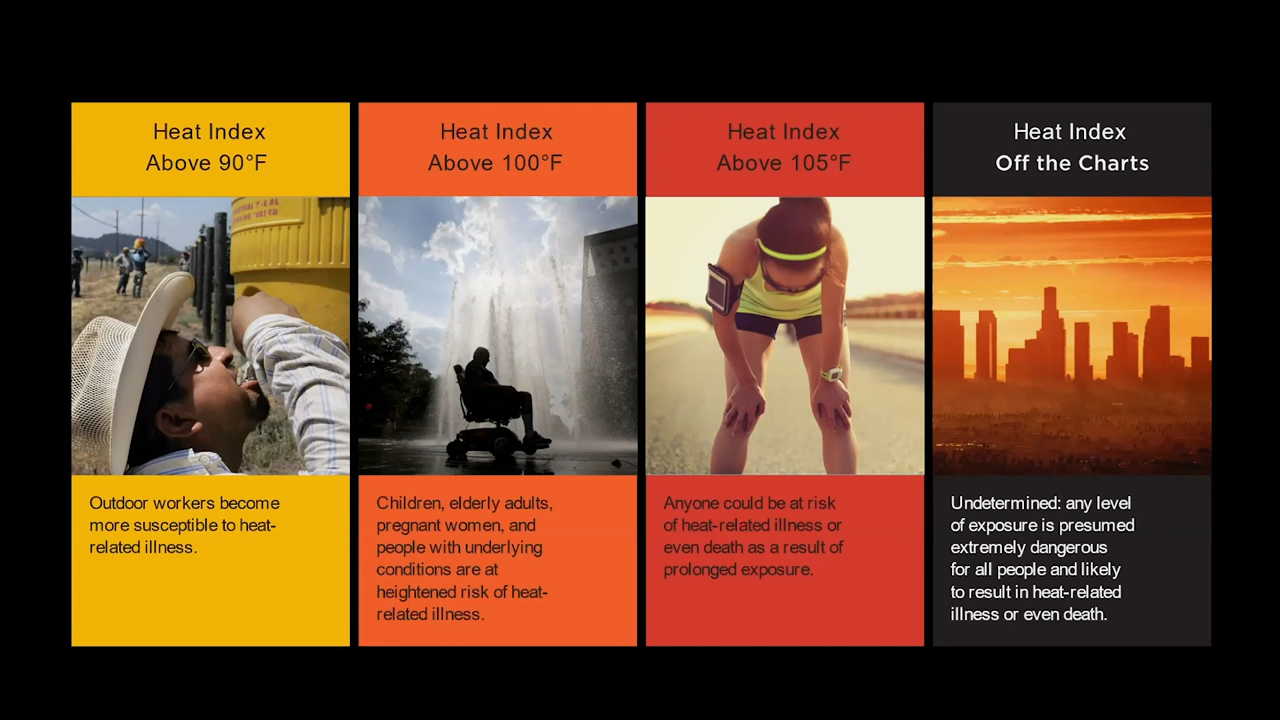 Heat Index
Above 90°F
Outdoor workers become
more susceptible to heat-
related illness.
Heat Index
Above 100°F
Children, elderly adults,
pregnant women, and
people with underlying
conditions are at
heightened risk of heat-
related illness.
Heat Index
Above 105°F
Anyone could be at risk
of heat-related illness or
even death as a result of
prolonged exposure.
Heat Index
Off the Charts
Undetermined: any level
of exposure is presumed
extremely dangerous
for all people and likely
to result in heat-related
illness or even death.